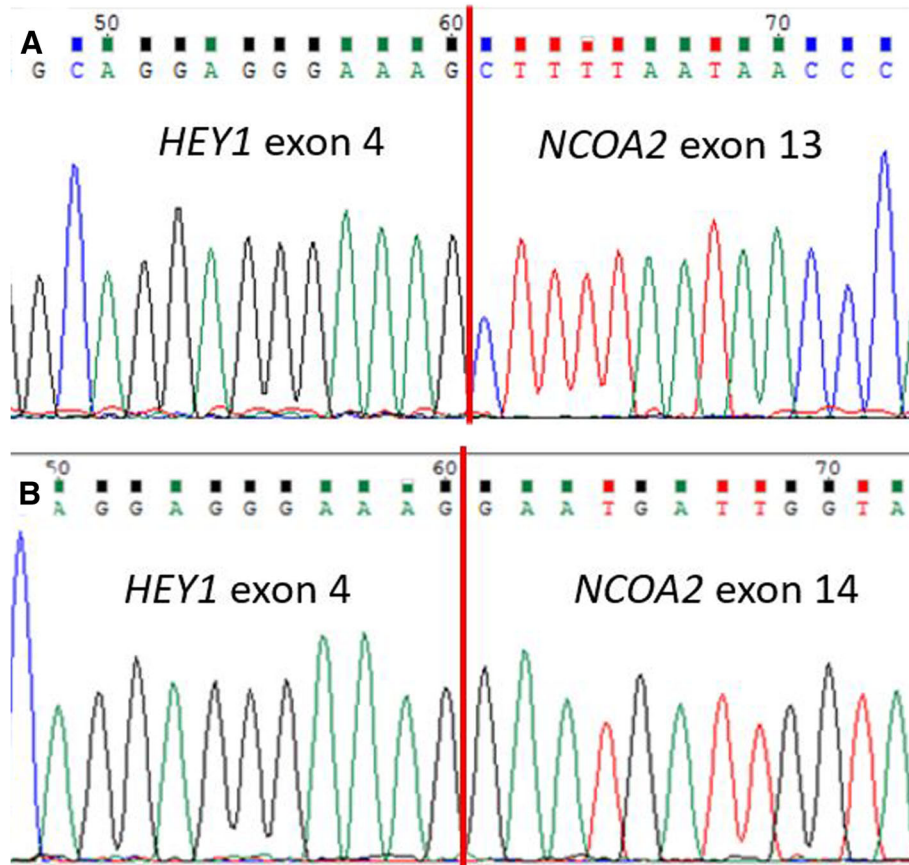 50 60 70
A
G C A G G A G G G A A A G C T T T T A A T A A C C C
HEY1 exon 4 NCOA2 exon 13
50 60 70
B
A G G A G G G A A A G G A A T G A T T G G T A
HEY1 exon 4 NCOA2 exon 14